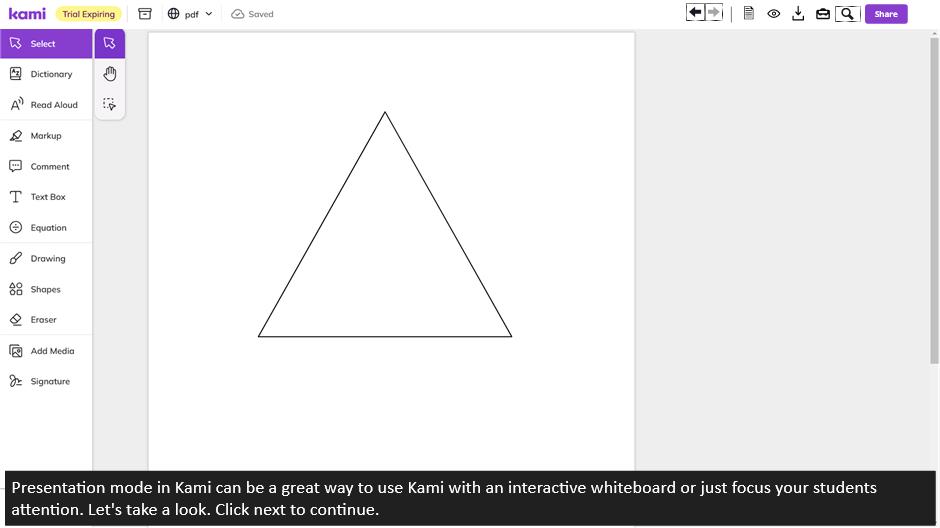 kami Trial Expiring pdf Saved Share
Select
Dictionary
Read Aloud
Markup
Comment
Text Box
Equation
Drawing
Shapes
Eraser
Add Media
Signature
Presentation mode in Kami can be a great way to use Kami with an interactive whiteboard or just focus your students
attention. Let's take a look. Click next to continue.